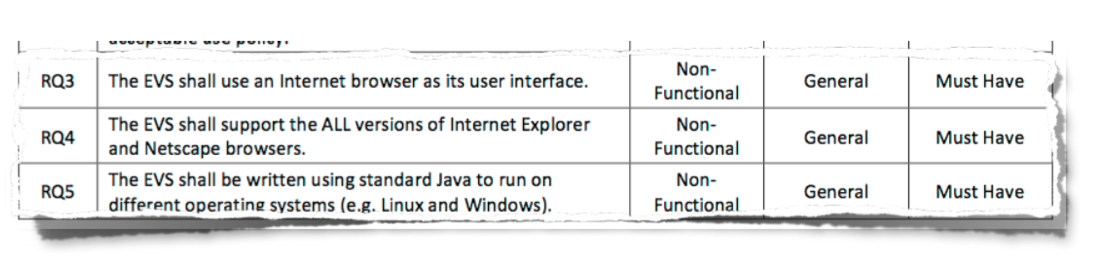 acceptable use policy.
RQ3 The EVS shall use an Internet browser as its user interface. Non-Functional General Must Have
RQ4 The EVS shall support the ALL versions of Internet Explorer
and Netscape browsers. Non-Functional General Must Have
RQ5 The EVS shall be written using standard Java to run on
different operating systems (e.g. Linux and Windows). Non-Functional General Must Have